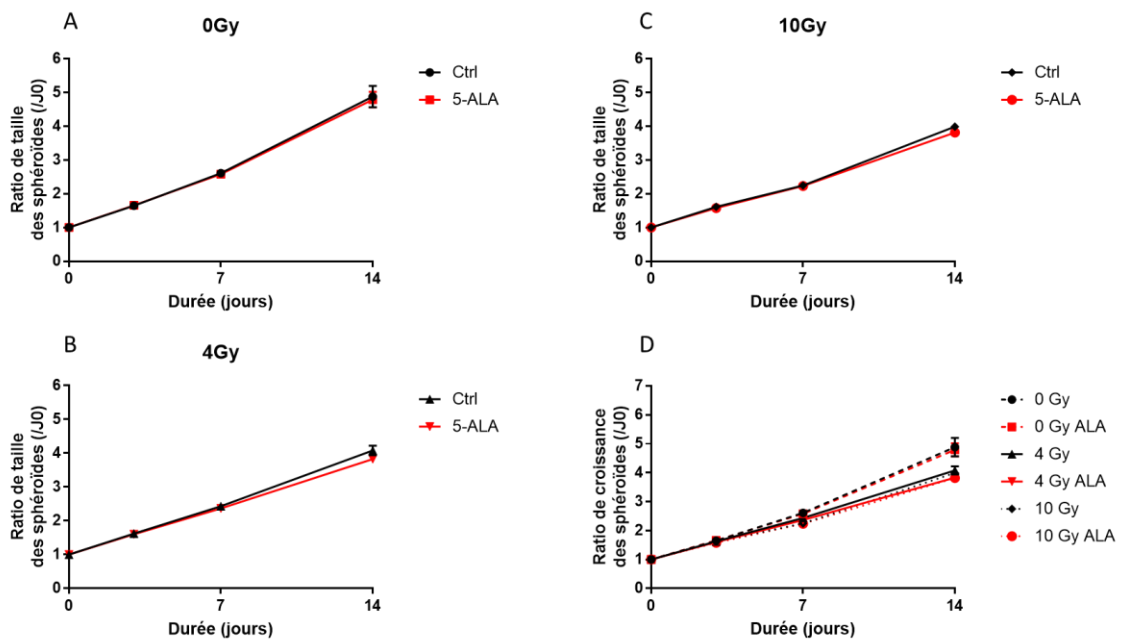 A
0Gy
Ratio de taille
des sphéroïdes (/J0)
6
5
4
3
2
1
0
0
7
14
Durée (jours)
Ctrl
5-ALA
C
10Gy
Ratio de taille
des sphéroïdes (/J0)
6
5
4
3
2
1
0
0
7
14
Durée (jours)
Ctrl
5-ALA
B
4Gy
Ratio de taille
des sphéroïdes (/J0)
6
5
4
3
2
1
0
0
7
14
Durée (jours)
Ctrl
5-ALA
D
Ratio de croissance
des sphéroïdes (/J0)
7
6
5
4
3
2
1
0
0
7
14
Durée (jours)
0 Gy
0 Gy ALA
4 Gy
4 Gy ALA
10 Gy
10 Gy ALA